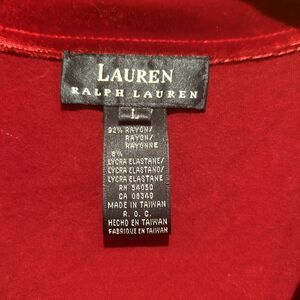 LAUREN
RALPH LAUREN
L
92% RAYON/
RAYON/
RAYONNE
8%
LYCRA ELASTANE/
LYCRA ELASTANO/
LYCRA ELASTANE
RN 54050
CA 08349
MADE IN TAIWAN
R. O. C.
HECHO EN TAIWAN
FABRIQUE EN TAIWAN